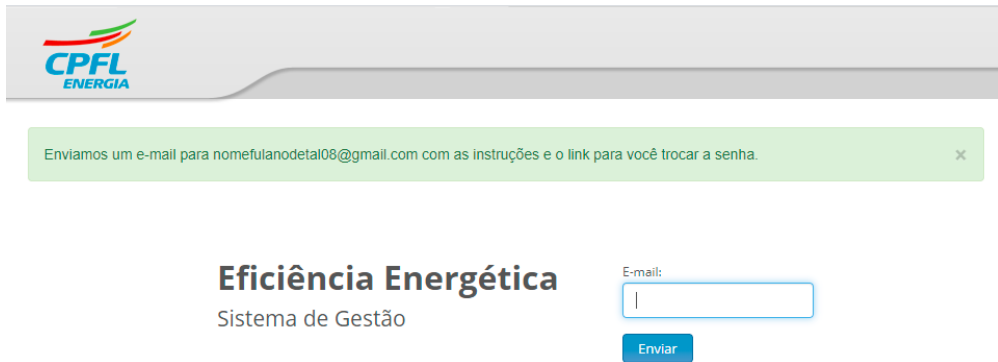 CPFL
ENERGIA
Enviamos um e-mail para nomefulanodetal08@gmail.com com as instruções e o link para você trocar a senha.
×
Eficiência Energética
Sistema de Gestão
E-mail:
Enviar